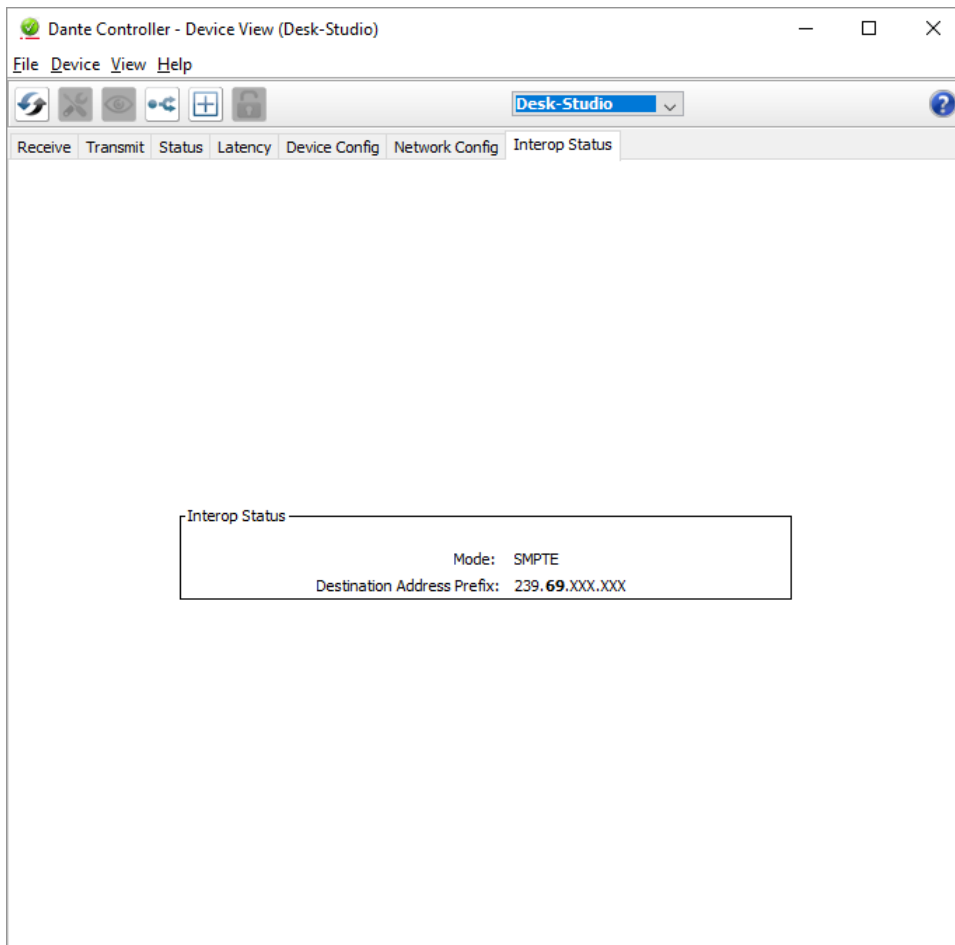 Dante Controller - Device View (Desk-Studio)
File Device View Help
Desk-Studio
?
Receive Transmit Status Latency Device Config Network Config Interop Status
Interop Status
Mode: SMPTE
Destination Address Prefix: 239.69.XXX.XXX